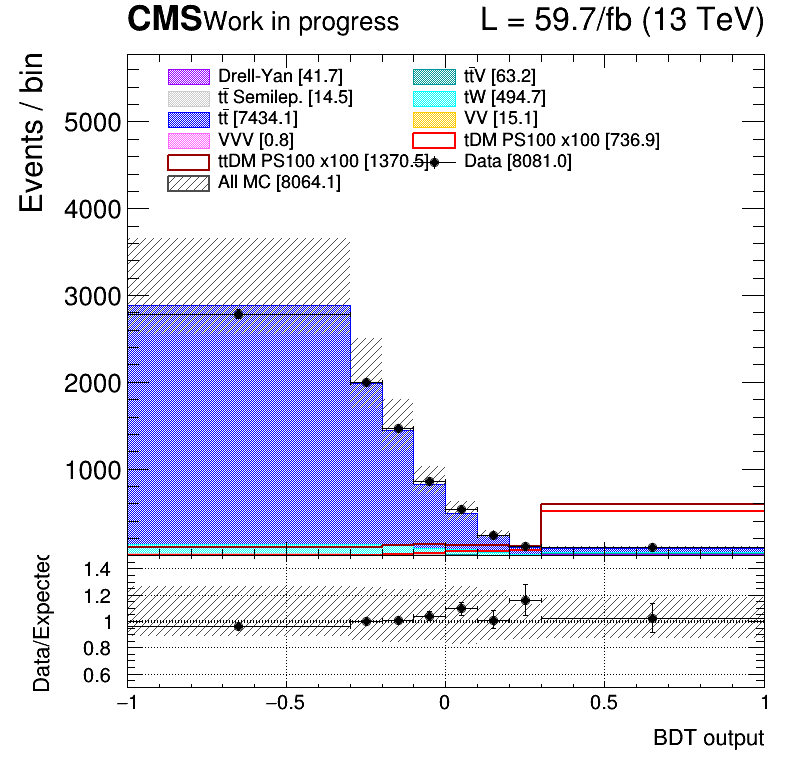 CMS Work in progress L = 59.7/fb (13 TeV)
Events / bin
Drell-Yan [41.7] tt̄V [63.2]
tt̄ Semilep. [14.5] tW [494.7]
tt̄ [7434.1] VV [15.1]
VVV [0.8] tDM PS100 x100 [736.9]
ttDM PS100 x100 [1370.5] Data [8081.0]
All MC [8064.1]
5000
4000
3000
2000
1000
Data/Expected
1.4
1.2
1
0.8
0.6
−1 −0.5 0 0.5 1
BDT output